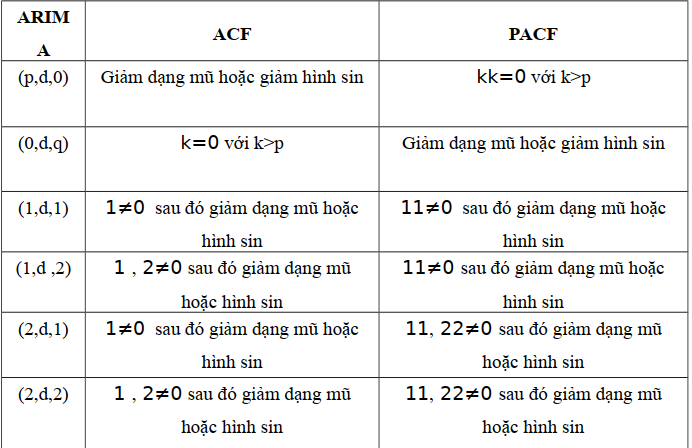 ARIM
A
ACF
PACF
(p,d,0)
Giảm dạng mũ hoặc giảm hình sin
kk=0 với k>p
(0,d,q)
k=0 với k>p
Giảm dạng mũ hoặc giảm hình sin
(1,d,1)
1≠0 sau đó giảm dạng mũ hoặc
hình sin
11≠0 sau đó giảm dạng mũ hoặc
hình sin
(1,d ,2)
1 , 2≠0 sau đó giảm dạng mũ
hoặc hình sin
11≠0 sau đó giảm dạng mũ hoặc
hình sin
(2,d,1)
1≠0 sau đó giảm dạng mũ hoặc
hình sin
11, 22≠0 sau đó giảm dạng mũ
hoặc hình sin
(2,d,2)
1 , 2≠0 sau đó giảm dạng mũ
hoặc hình sin
11, 22≠0 sau đó giảm dạng mũ
hoặc hình sin